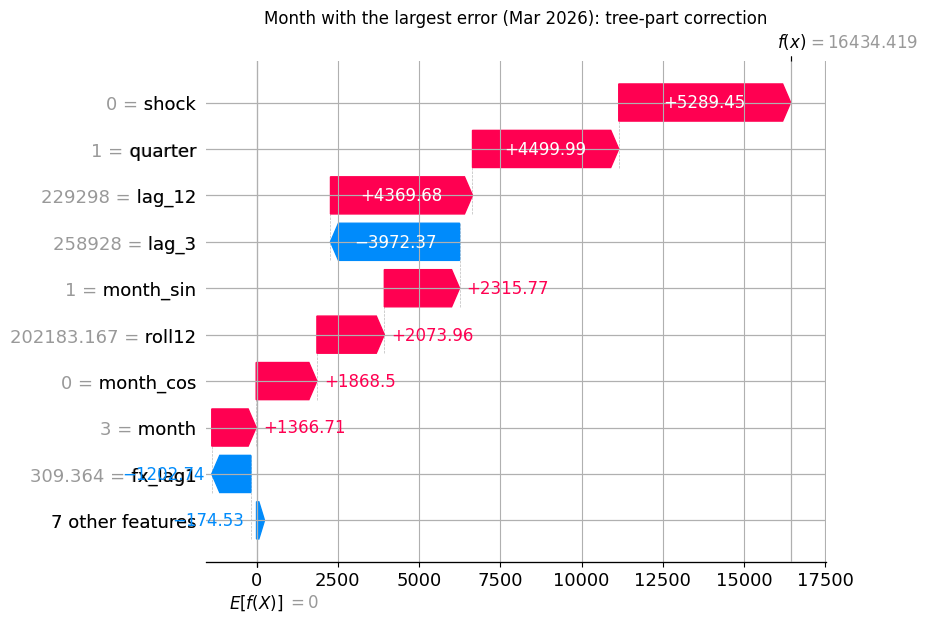 Month with the largest error (Mar 2026): tree-part correction
f(x) = 16434.419
0 = shock
+5289.45
1 = quarter
+4499.99
229298 = lag_12
+4369.68
258928 = lag_3
−3972.37
1 = month_sin
+2315.77
202183.167 = roll12
+2073.96
0 = month_cos
+1868.5
3 = month
+1366.71
309.364 = fx_lag1
−1202.74
7 other features
−174.53
0 2500 5000 7500 10000 12500 15000 17500
E[f(X)] = 0